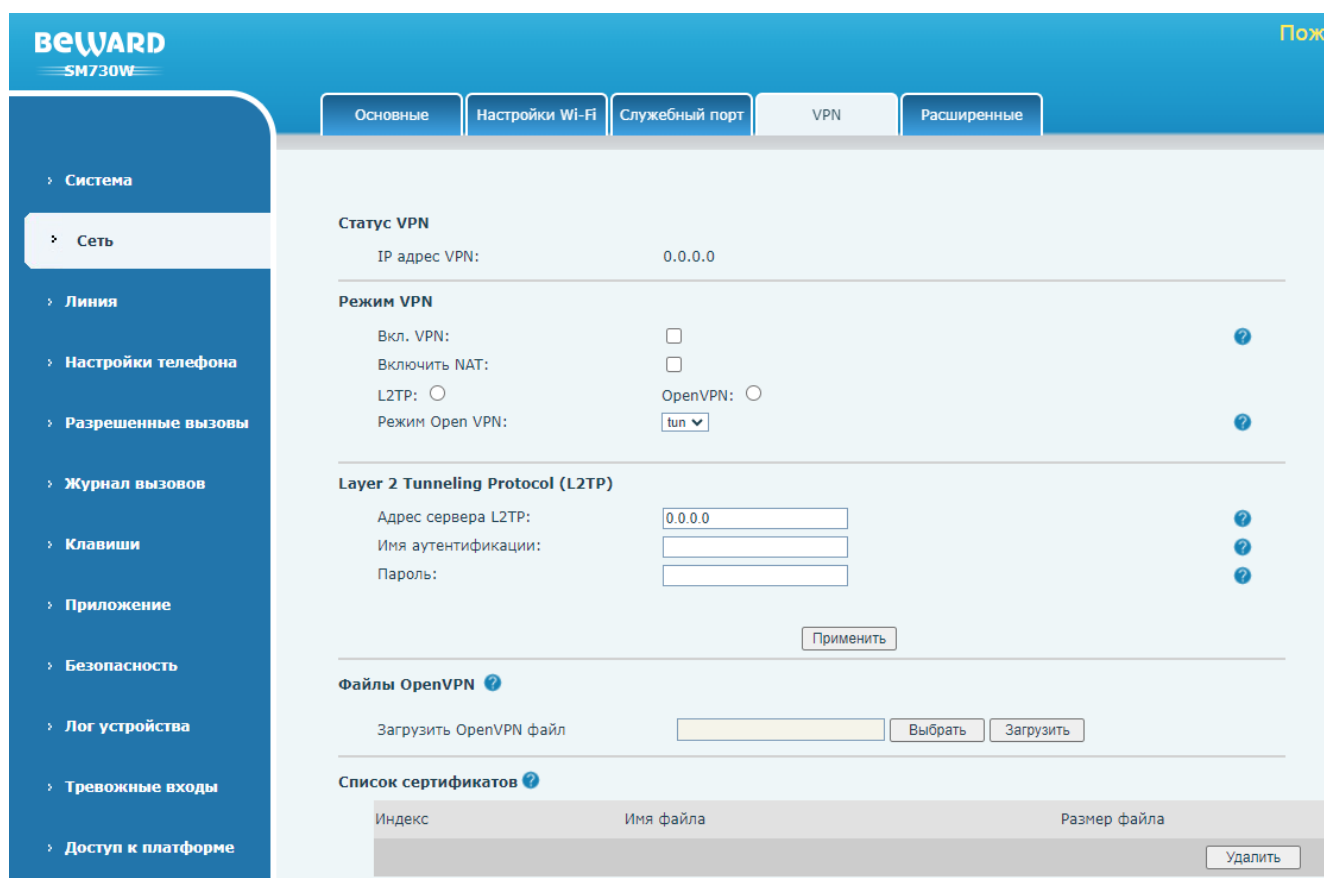 BEWARD
SM730W
Пож
Основные Настройки Wi-Fi Служебный порт VPN Расширенные
Система
Сеть
Линия
Настройки телефона
Разрешенные вызовы
Журнал вызовов
Клавиши
Приложение
Безопасность
Лог устройства
Тревожные входы
Доступ к платформе
Статус VPN
IP адрес VPN: 0.0.0.0
Режим VPN
Вкл. VPN:
Включить NAT:
L2TP: OpenVPN:
Режим Open VPN: tun
Layer 2 Tunneling Protocol (L2TP)
Адрес сервера L2TP: 0.0.0.0
Имя аутентификации:
Пароль:
Применить
Файлы OpenVPN ?
Загрузить OpenVPN файл Выбрать Загрузить
Список сертификатов ?
Индекс Имя файла Размер файла
Удалить